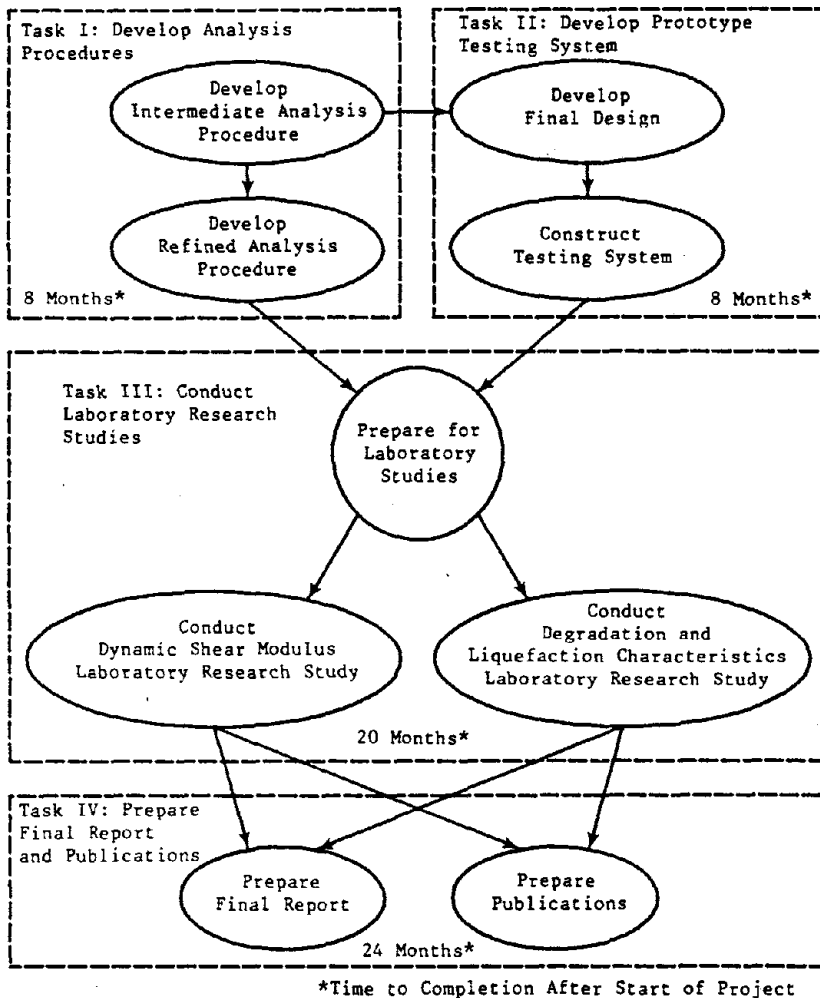 Task I: Develop Analysis
Procedures
Develop
Intermediate Analysis
Procedure
Develop
Refined Analysis
Procedure
8 Months*
Task II: Develop Prototype
Testing System
Develop
Final Design
Construct
Testing System
8 Months*
Task III: Conduct
Laboratory Research
Studies
Prepare for
Laboratory
Studies
Conduct
Dynamic Shear Modulus
Laboratory Research Study
Conduct
Degradation and
Liquefaction Characteristics
Laboratory Research Study
20 Months*
Task IV: Prepare
Final Report
and Publications
Prepare
Final Report
Prepare
Publications
24 Months*
*Time to Completion After Start of Project